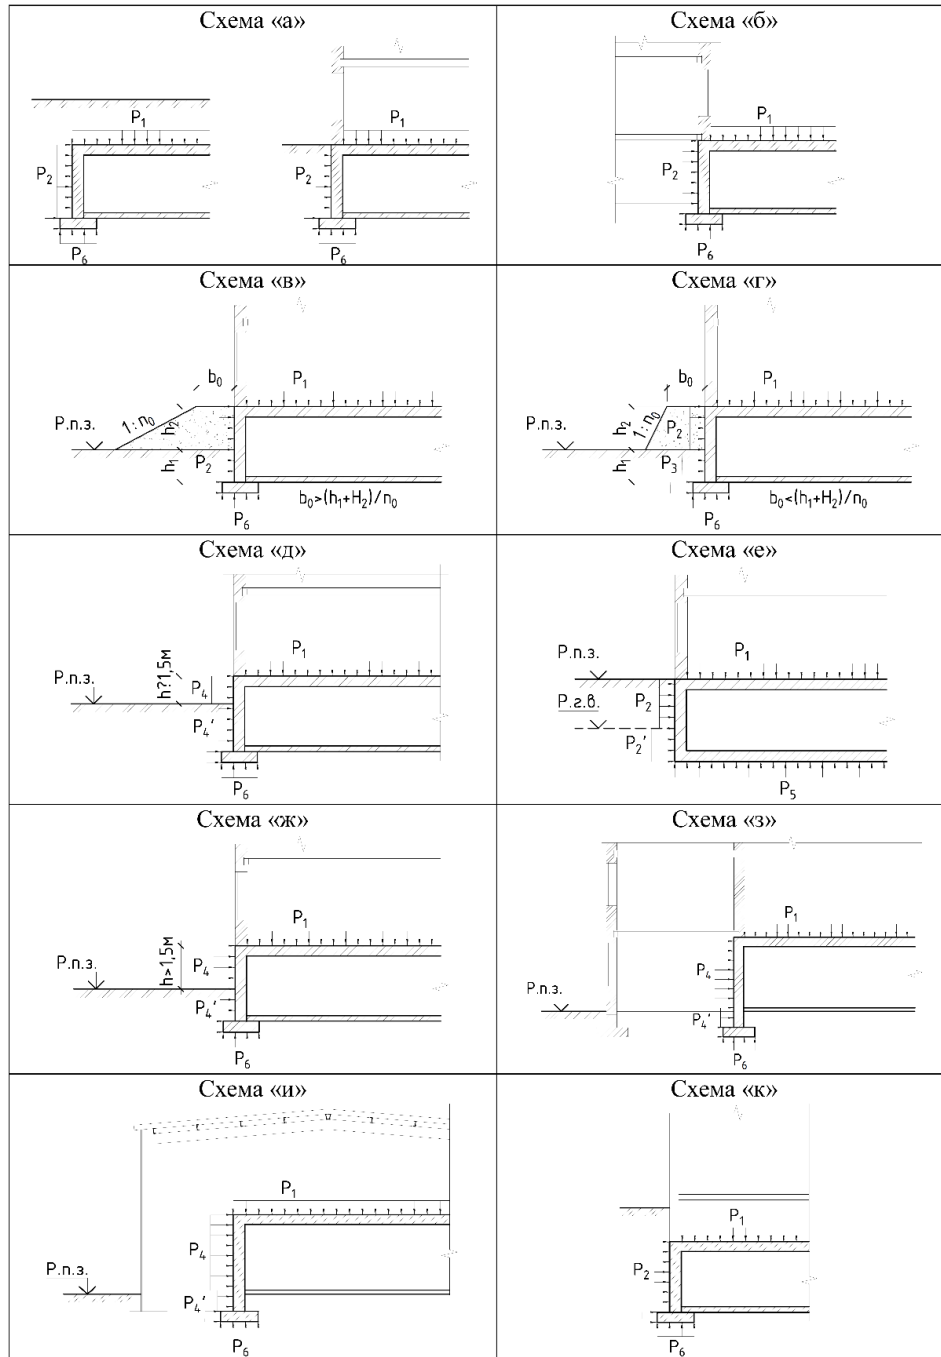 Схема «а»
P₁
P₂
P₆
P₁
P₆
Схема «б»
P₁
P₂
P₆
Схема «в»
b₀
P₁
1:n₀
h₂
Р.п.з.
P₂
h₁
b₀>(h₁+H₂)/n₀
P₆
Схема «г»
b₀
P₁
1:n₀
h₂
P₂
Р.п.з.
P₃
h₁
b₀<(h₁+H₂)/n₀
P₆
Схема «д»
P₁
h?1,5м
Р.п.з.
P₄
P₄'
P₆
Схема «е»
Р.п.з.
P₁
Р.г.в.
P₂
P₂'
P₅
Схема «ж»
P₁
h>1,5м
Р.п.з.
P₄
P₄'
P₆
Схема «з»
P₁
P₄
Р.п.з.
P₄'
P₆
Схема «и»
P₁
P₄
Р.п.з.
P₄'
P₆
Схема «к»
P₁
P₂
P₆